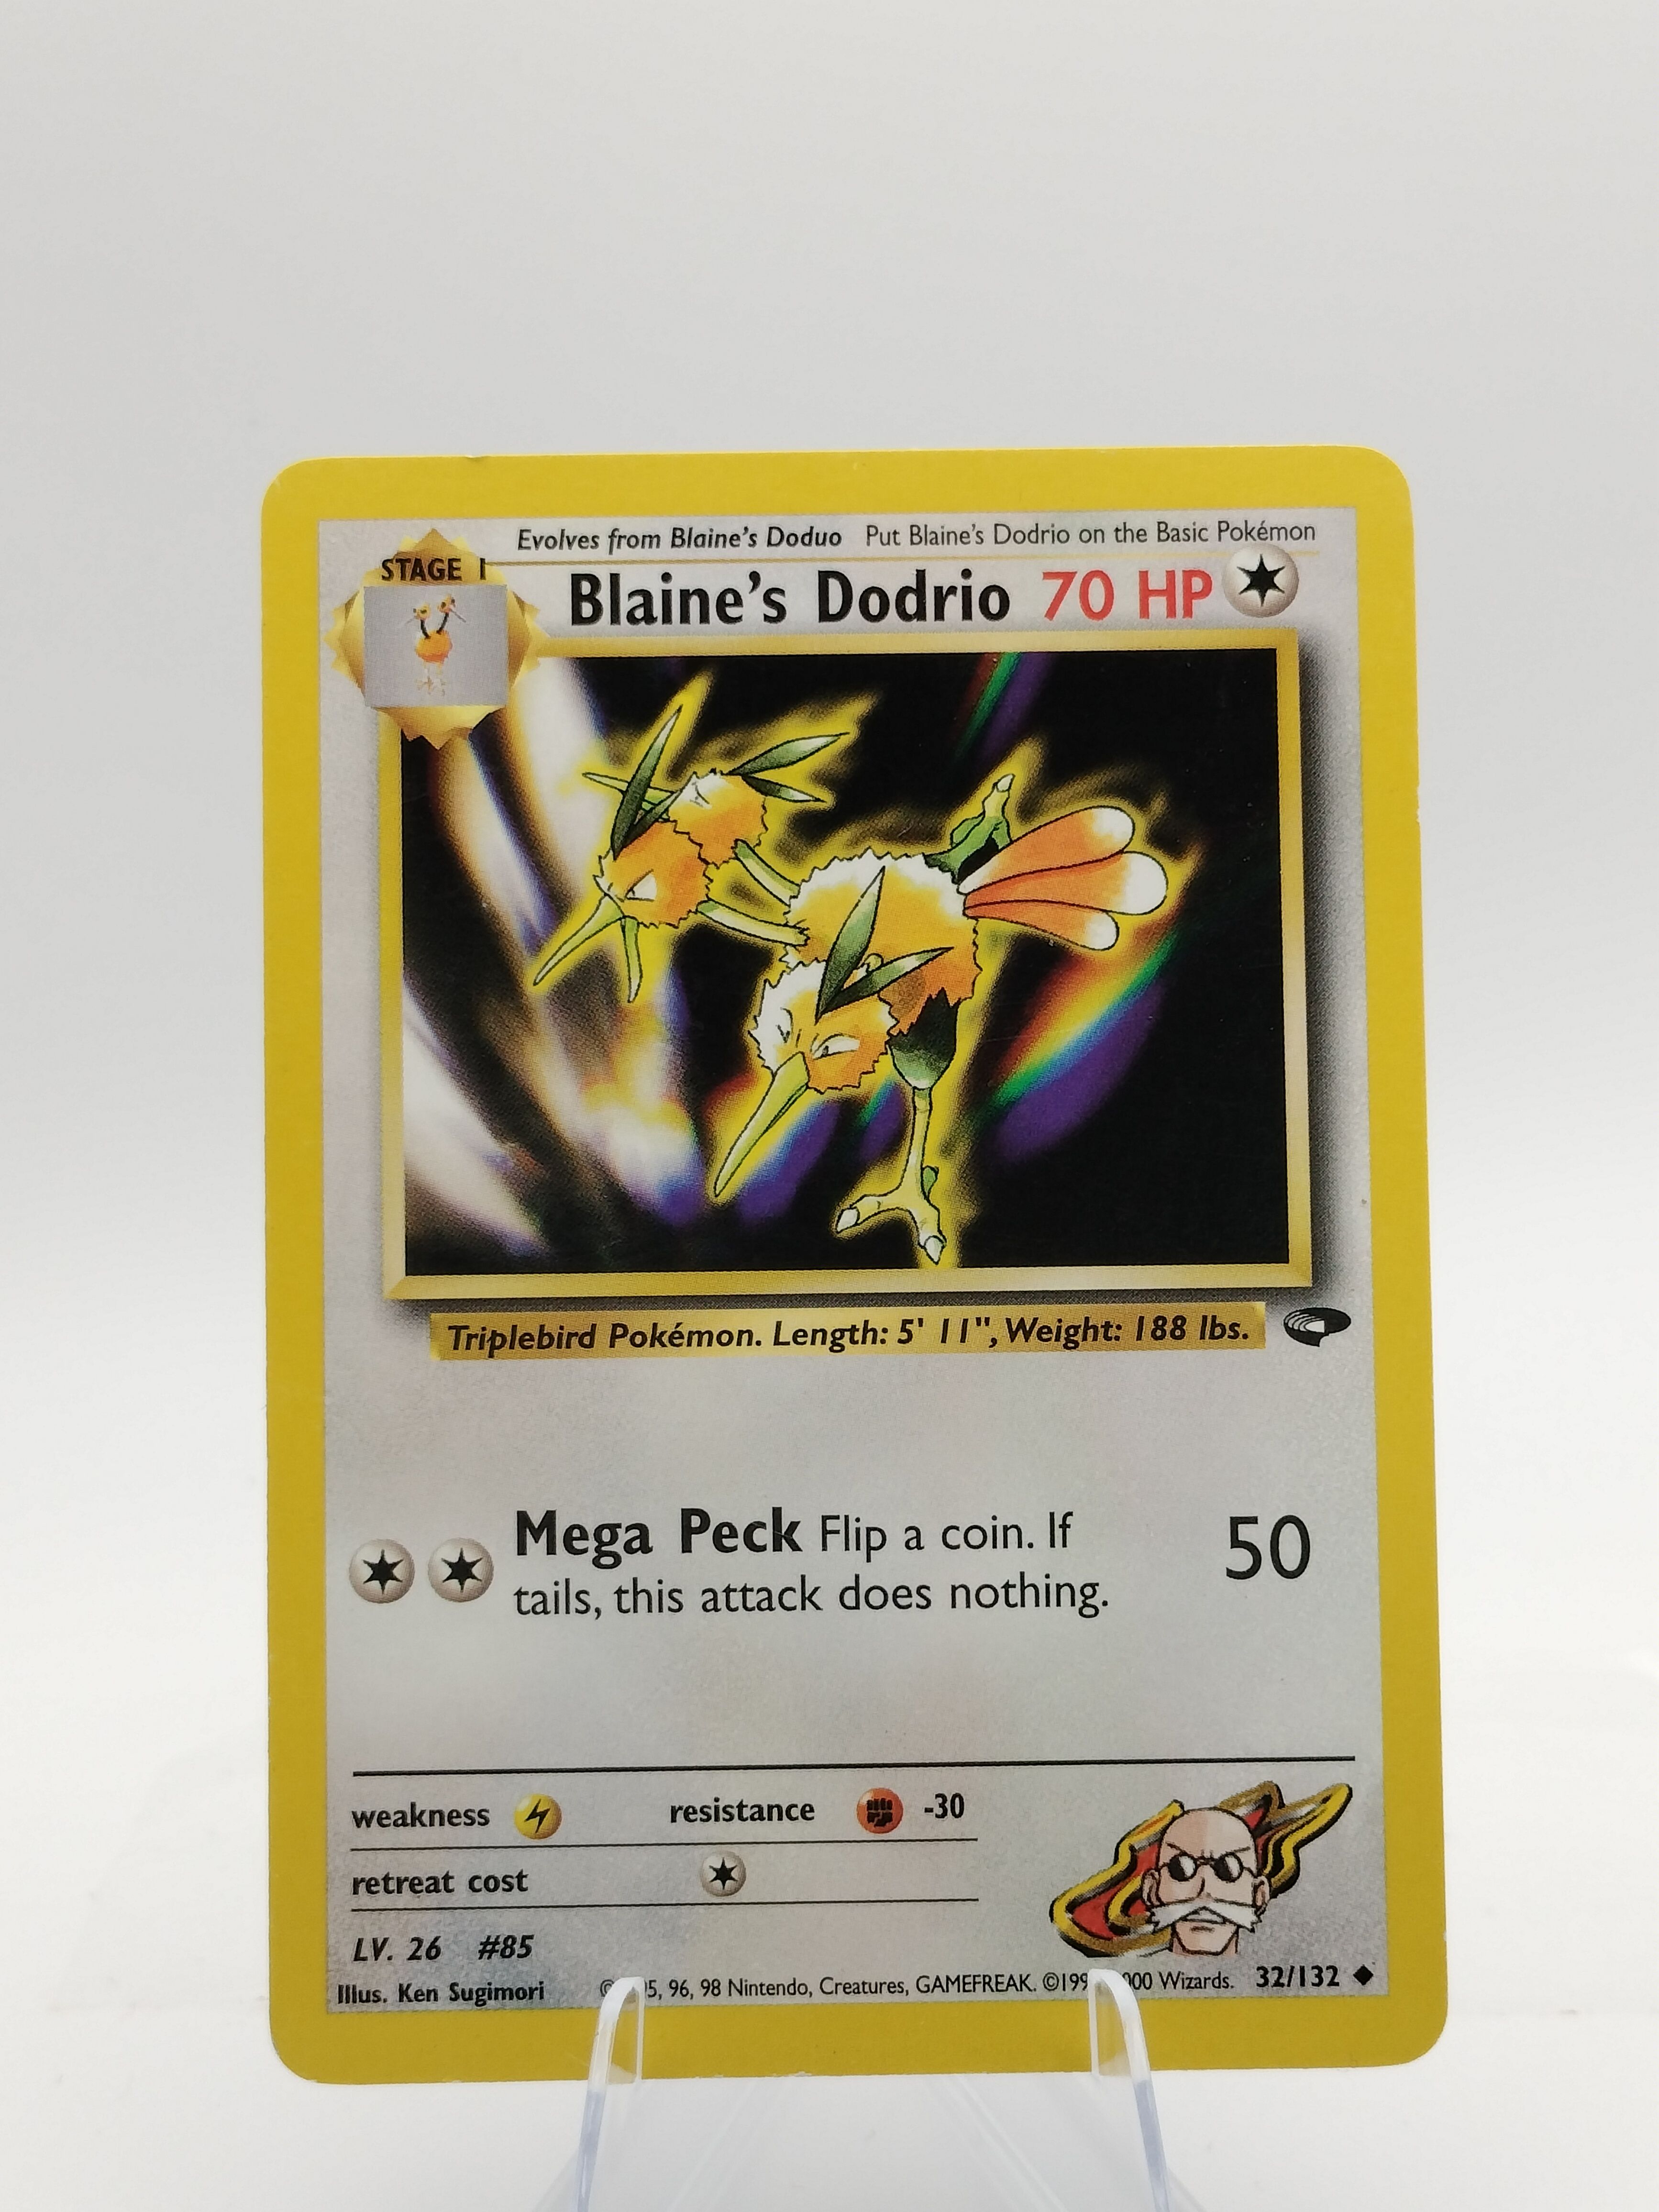 Evolves from Blaine's Doduo Put Blaine's Dodrio on the Basic Pokémon
STAGE 1
Blaine's Dodrio 70 HP
Triplebird Pokémon. Length: 5' 11", Weight: 188 lbs.
Mega Peck Flip a coin. If
tails, this attack does nothing.
50
weakness
resistance -30
retreat cost
LV. 26 #85
Illus. Ken Sugimori
96, 98 Nintendo, Creatures, GAMEFREAK. Wizards. 32/132